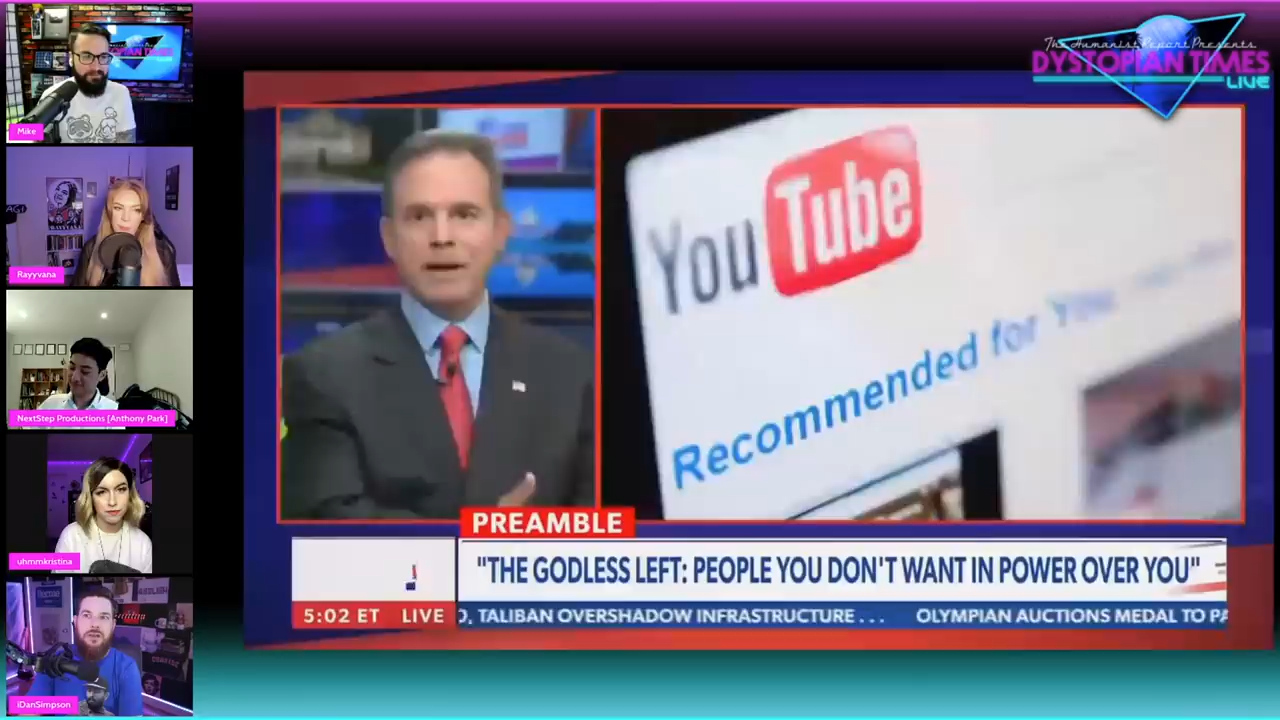 The Humanist Report Presents
DYSTOPIAN TIMES
LIVE
Mike
Rayyvana
NextStep Productions [Anthony Park]
uhmmkristina
iDanSimpson
YouTube
Recommended for You
PREAMBLE
"THE GODLESS LEFT: PEOPLE YOU DON'T WANT IN POWER OVER YOU"
5:02 ET LIVE
O, TALIBAN OVERSHADOW INFRASTRUCTURE . . . OLYMPIAN AUCTIONS MEDAL TO PA